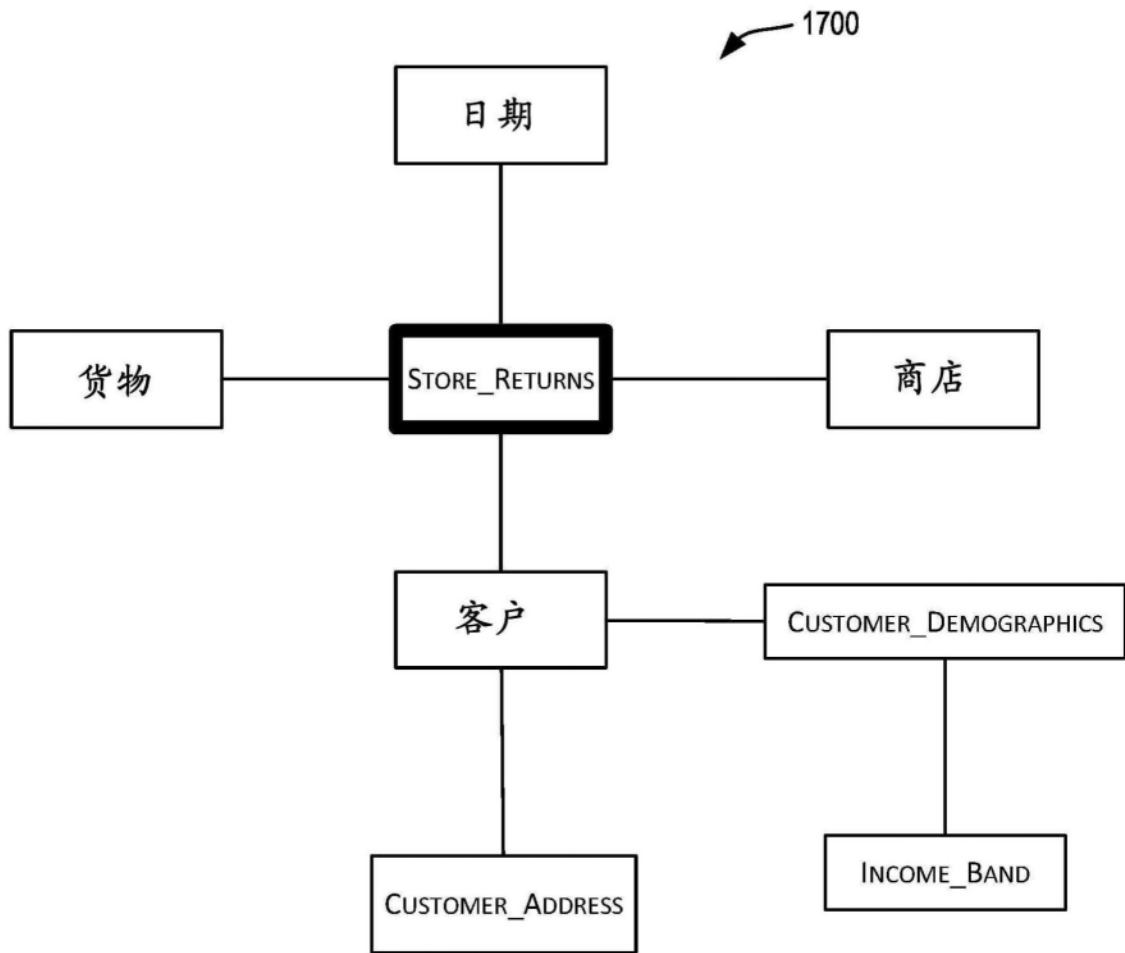 1700
日期
货物
STORE_RETURNS
商店
客户
CUSTOMER_DEMOGRAPHICS
INCOME_BAND
CUSTOMER_ADDRESS